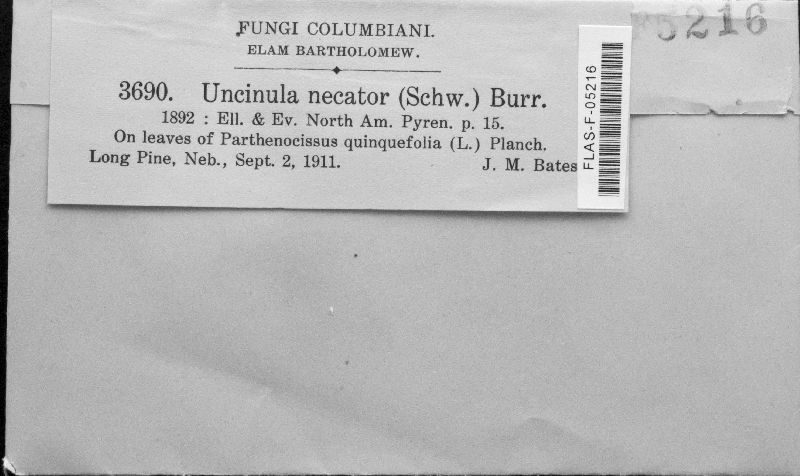 FUNGI COLUMBIANI.
ELAM BARTHOLOMEW.
3690. Uncinula necator (Schw.) Burr.
1892 : Ell. & Ev. North Am. Pyren. p. 15.
On leaves of Parthenocissus quinquefolia (L.) Planch.
Long Pine, Neb., Sept. 2, 1911. J. M. Bates
FLAS-F-05216
5216